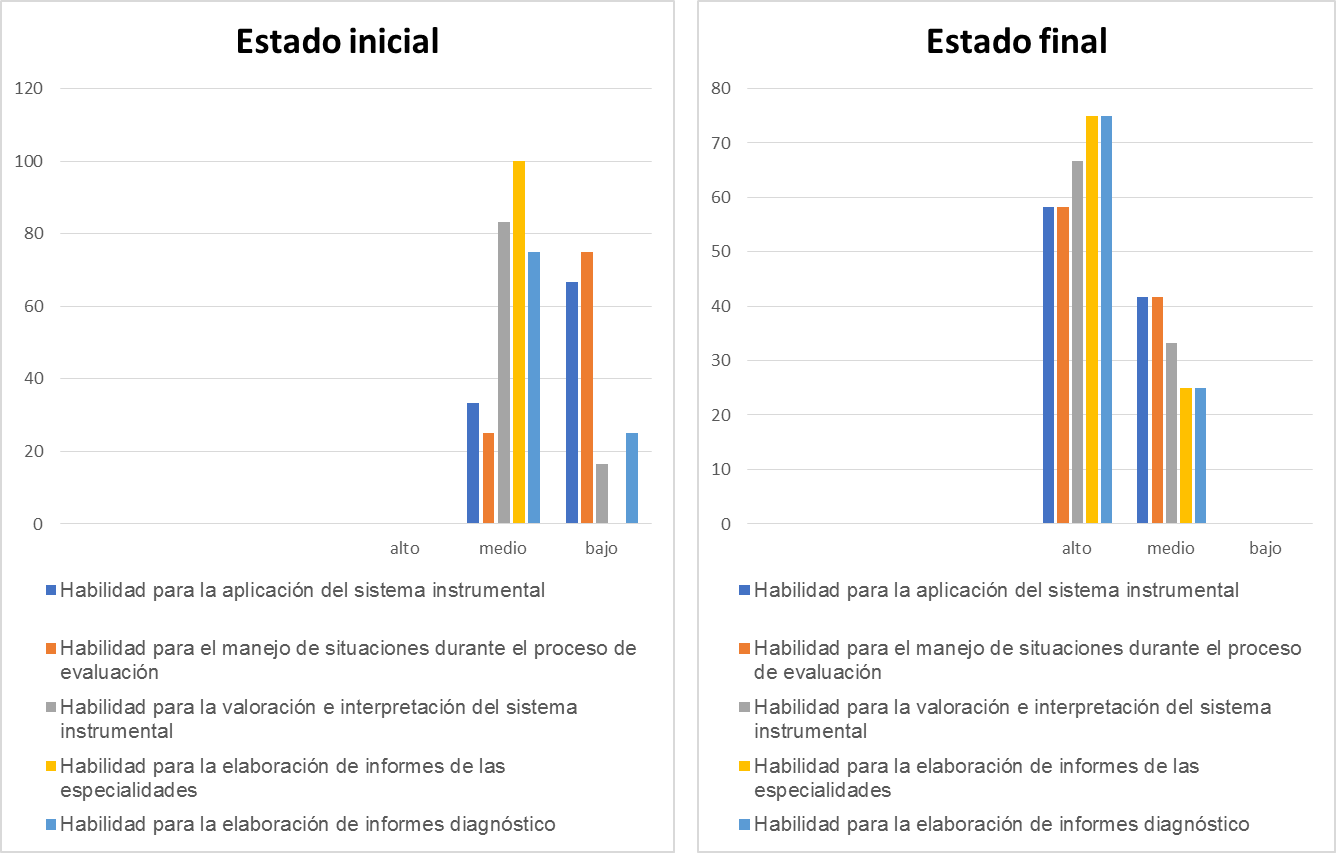 Estado inicial
120
100
80
60
40
20
0
alto medio bajo
Habilidad para la aplicación del sistema instrumental
Habilidad para el manejo de situaciones durante el proceso de
evaluación
Habilidad para la valoración e interpretación del sistema
instrumental
Habilidad para la elaboración de informes de las
especialidades
Habilidad para la elaboración de informes diagnóstico
Estado final
80
70
60
50
40
30
20
10
0
alto medio bajo
Habilidad para la aplicación del sistema instrumental
Habilidad para el manejo de situaciones durante el proceso
de evaluación
Habilidad para la valoración e interpretación del sistema
instrumental
Habilidad para la elaboración de informes de las
especialidades
Habilidad para la elaboración de informes diagnóstico